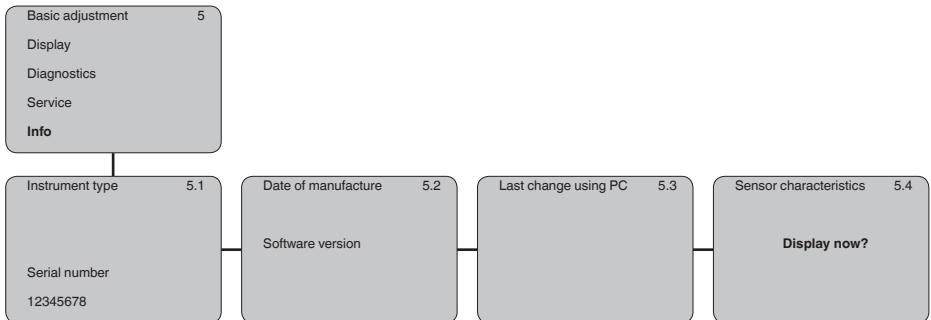 Basic adjustment 5
Display
Diagnostics
Service
Info
Instrument type 5.1
Serial number
12345678
Date of manufacture 5.2
Software version
Last change using PC 5.3
Sensor characteristics 5.4
Display now?